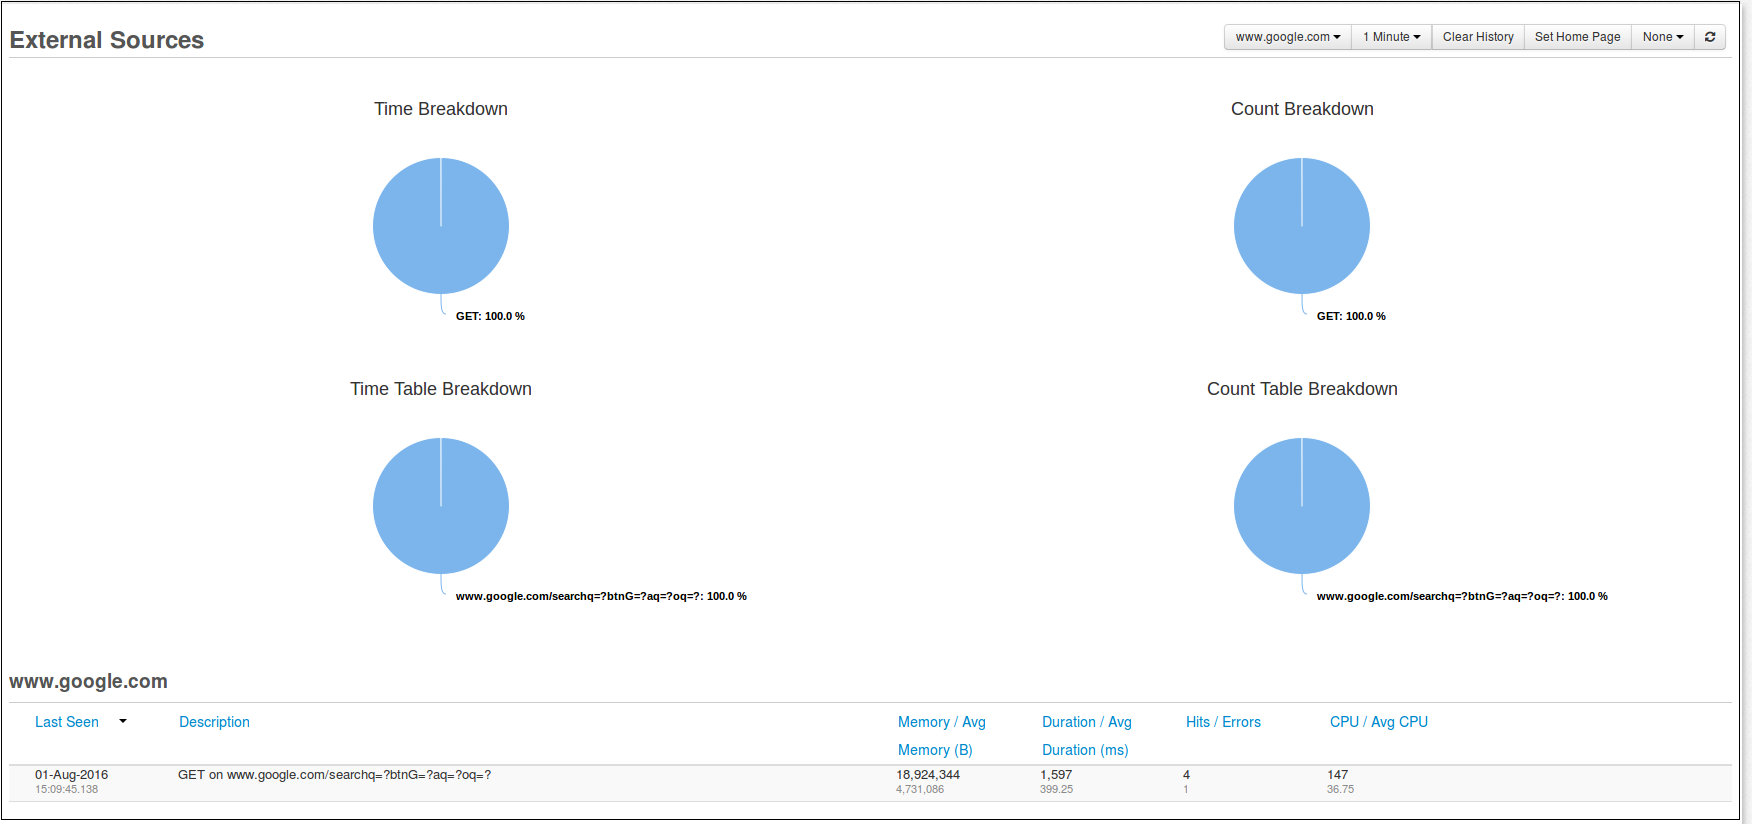 External Sources
www.google.com 1 Minute Clear History Set Home Page None
Time Breakdown
Count Breakdown
GET: 100.0 %
GET: 100.0 %
Time Table Breakdown
Count Table Breakdown
www.google.com/searchq=?btnG=?aq=?oq=?: 100.0 %
www.google.com/searchq=?btnG=?aq=?oq=?: 100.0 %
www.google.com
Last Seen Description Memory / Avg Duration / Avg Hits / Errors CPU / Avg CPU
Memory (B) Duration (ms)
01-Aug-2016 GET on www.google.com/searchq=?btnG=?aq=?oq=? 18,924,344 1,597 4 147
15:09:45.138 4,731,086 399.25 1 36.75